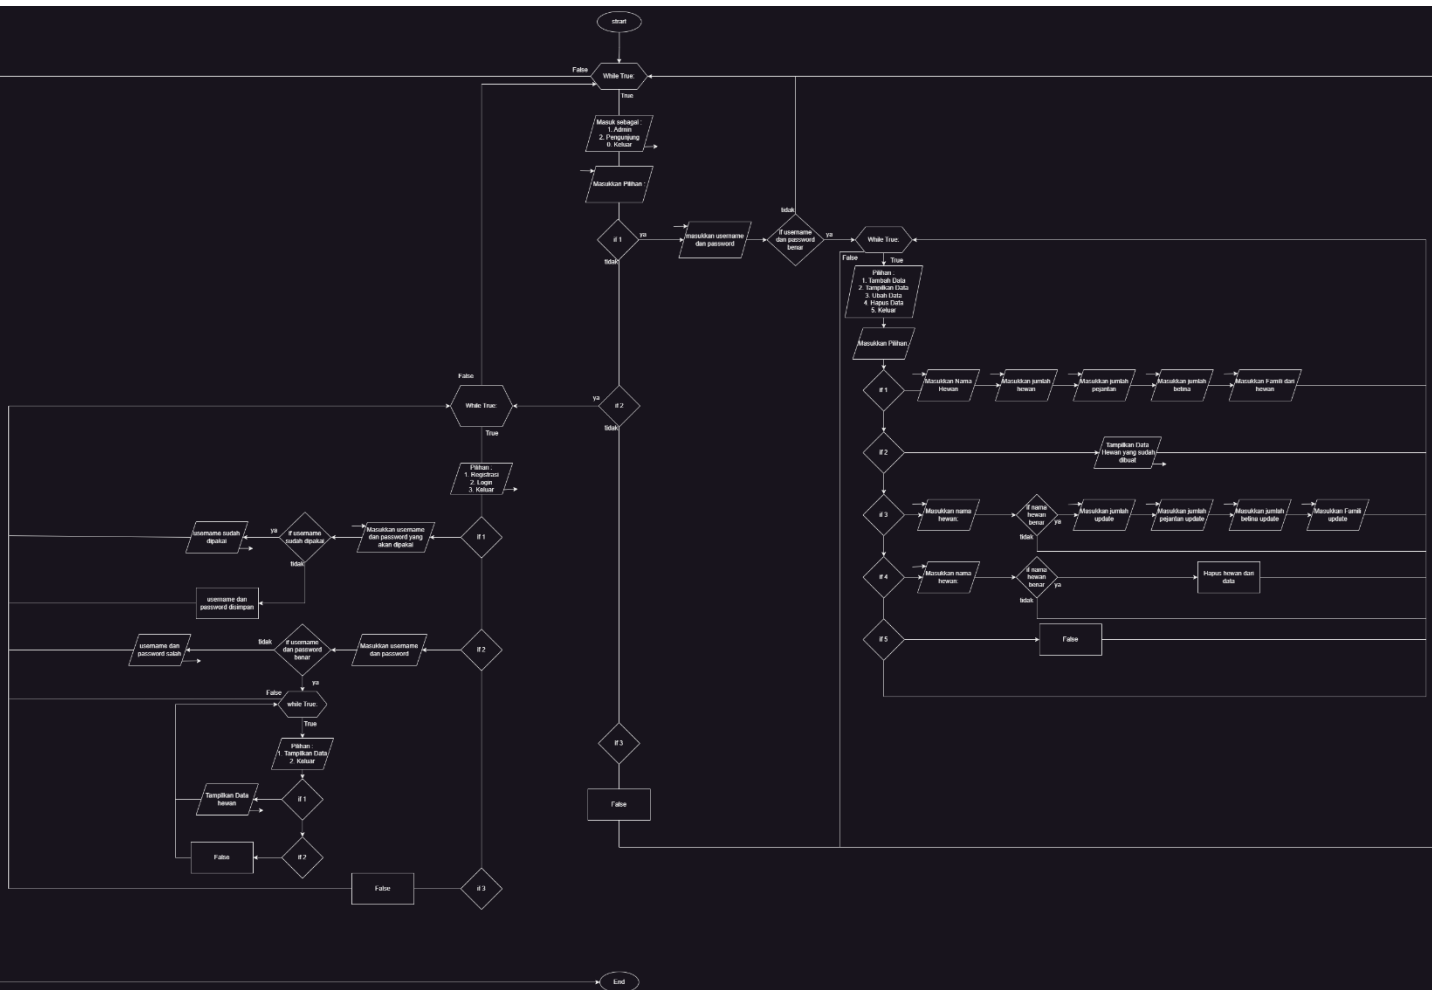 strart
False
While True:
True
Masuk sebagai :
1. Admin
2. Pengunjung
0. Keluar
Masukkan Pilihan :
if 1
ya
tidak
masukkan username
dan password
tidak
if username
dan password
benar
ya
While True:
False
True
Pilihan :
1. Tambah Data
2. Tampilkan Data
3. Ubah Data
4. Hapus Data
5. Keluar
Masukkan Pilihan:
if 1
Masukkan Nama
Hewan
Masukkan jumlah
hewan
Masukkan jumlah
pejantan
Masukkan jumlah
betina
Masukkan Famili dari
hewan
if 2
Tampilkan Data
Hewan yang sudah
dibuat
if 3
Masukkan nama
hewan:
if nama
hewan
benar
ya
tidak
Masukkan jumlah
update
Masukkan jumlah
pejantan update
Masukkan jumlah
betina update
Masukkan Famili
update
if 4
Masukkan nama
hewan:
if nama
hewan
benar
ya
tidak
Hapus hewan dan
data
if 5
False
if 2
ya
tidak
False
While True:
True
Pilihan :
1. Registrasi
2. Login
3. Keluar
if 1
Masukkan username
dan password yang
akan dipakai
if username
sudah dipakai
ya
tidak
username sudah
dipakai
username dan
password disimpan
if 2
Masukkan username
dan password
if username
dan password
benar
tidak
ya
username dan
password salah
False
while True:
True
Pilihan :
1. Tampilkan Data
2. Keluar
if 1
Tampilkan Data
hewan
if 2
False
if 3
False
if 3
False
End